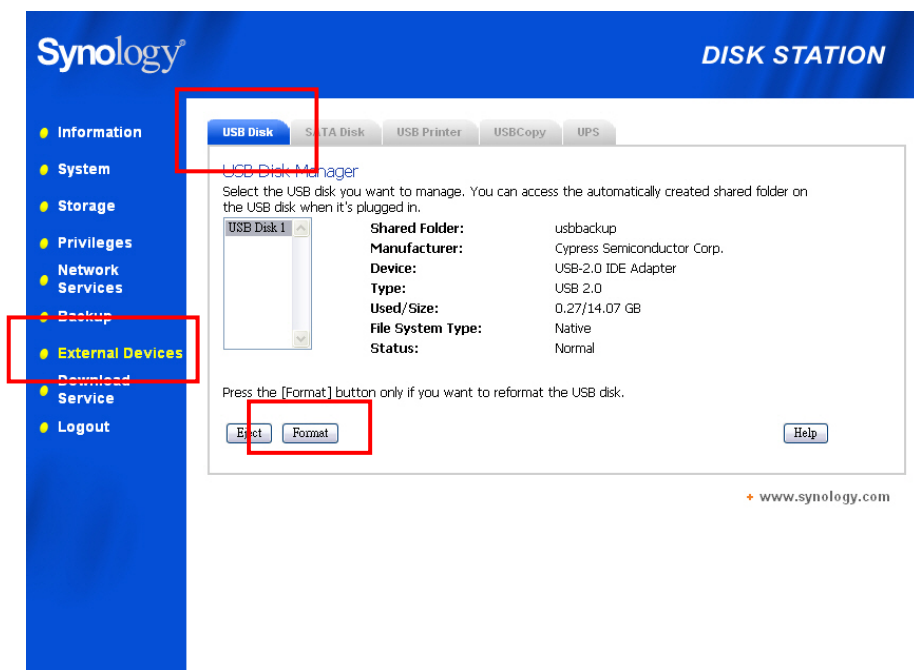 Synology®
DISK STATION
Information
System
Storage
Privileges
Network
Services
Backup
External Devices
Download
Service
Logout
USB Disk SATA Disk USB Printer USBCopy UPS
USB Disk Manager
Select the USB disk you want to manage. You can access the automatically created shared folder on
the USB disk when it's plugged in.
USB Disk 1
Shared Folder: usbbackup
Manufacturer: Cypress Semiconductor Corp.
Device: USB-2.0 IDE Adapter
Type: USB 2.0
Used/Size: 0.27/14.07 GB
File System Type: Native
Status: Normal
Press the [Format] button only if you want to reformat the USB disk.
Eject Format Help
+ www.synology.com